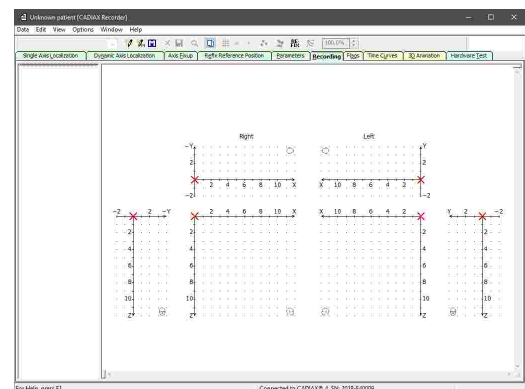 Unknown patient [CADIAX Recorder]
Date Edit View Options Window Help
100.0%
Single Axis Localization Dynamic Axis Localization Axis Fixup Refix Reference Position Parameters Recording Flags Time Curves 3D Animation Hardware Test
Right Left
-Y Y
2 2
2 4 6 8 10 X X 10 8 6 4 2
-2 -2
-2 2 -Y 2 4 6 8 10 X X 10 8 6 4 2 Y 2 -2
2 2 2 2
4 4 4 4
6 6 6 6
8 8 8 8
10 10 10 10
Z Z Z Z
For Help, press F1 Connected to CADIAX® 4, SN: